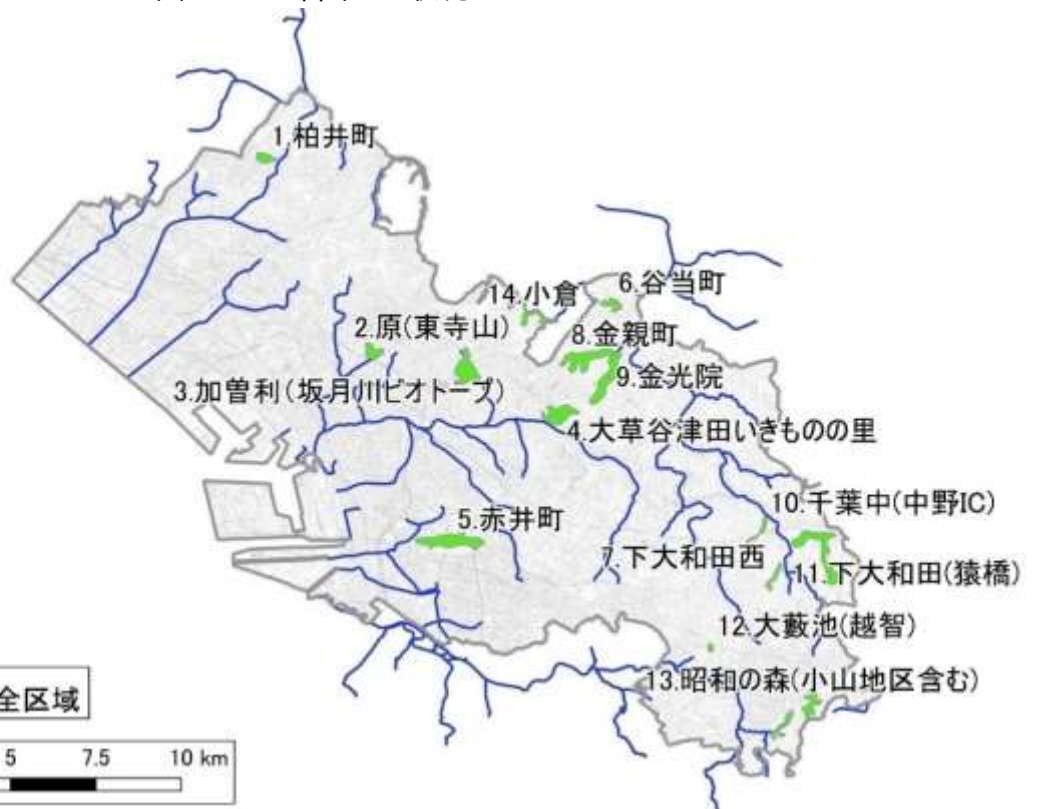 1.柏井町
14.小倉
6.谷当町
2.原(東寺山)
8.金親町
9.金光院
3.加曽利(坂月川ビオトープ)
4.大草谷津田いきものの里
10.千葉中(中野IC)
5.赤井町
7.下大和田西
11.下大和田(猿橋)
12.大藪池(越智)
13.昭和の森(小山地区含む)
全区域
5 7.5 10 km